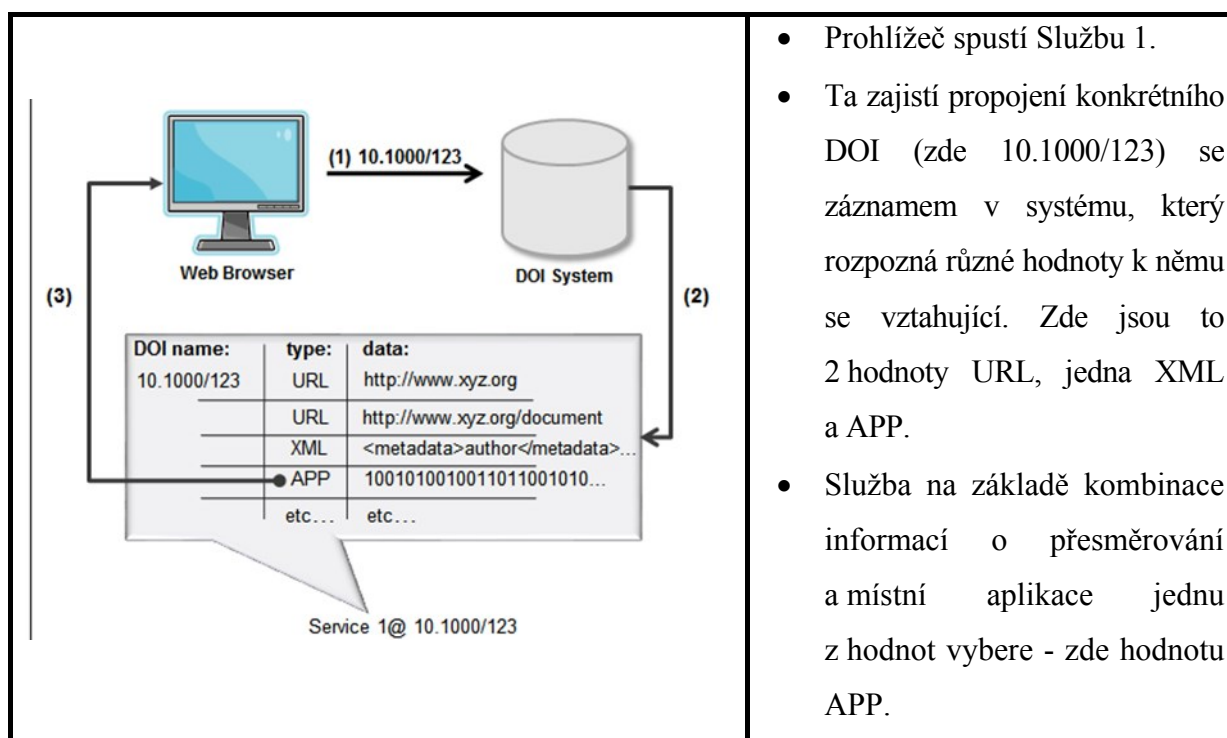 (1) 10.1000/123
Web Browser
DOI System
(3)
(2)
DOI name: type: data:
10.1000/123 URL http://www.xyz.org
URL http://www.xyz.org/document
XML <metadata>author</metadata>...
APP 1001010010011011001010...
etc... etc...
Service 1@ 10.1000/123
• Prohlížeč spustí Službu 1.
• Ta zajistí propojení konkrétního
DOI (zde 10.1000/123) se
záznamem v systému, který
rozpozná různé hodnoty k němu
se vztahující. Zde jsou to
2 hodnoty URL, jedna XML
a APP.
• Služba na základě kombinace
informací o přesměrování
a místní aplikace jednu
z hodnot vybere - zde hodnotu
APP.